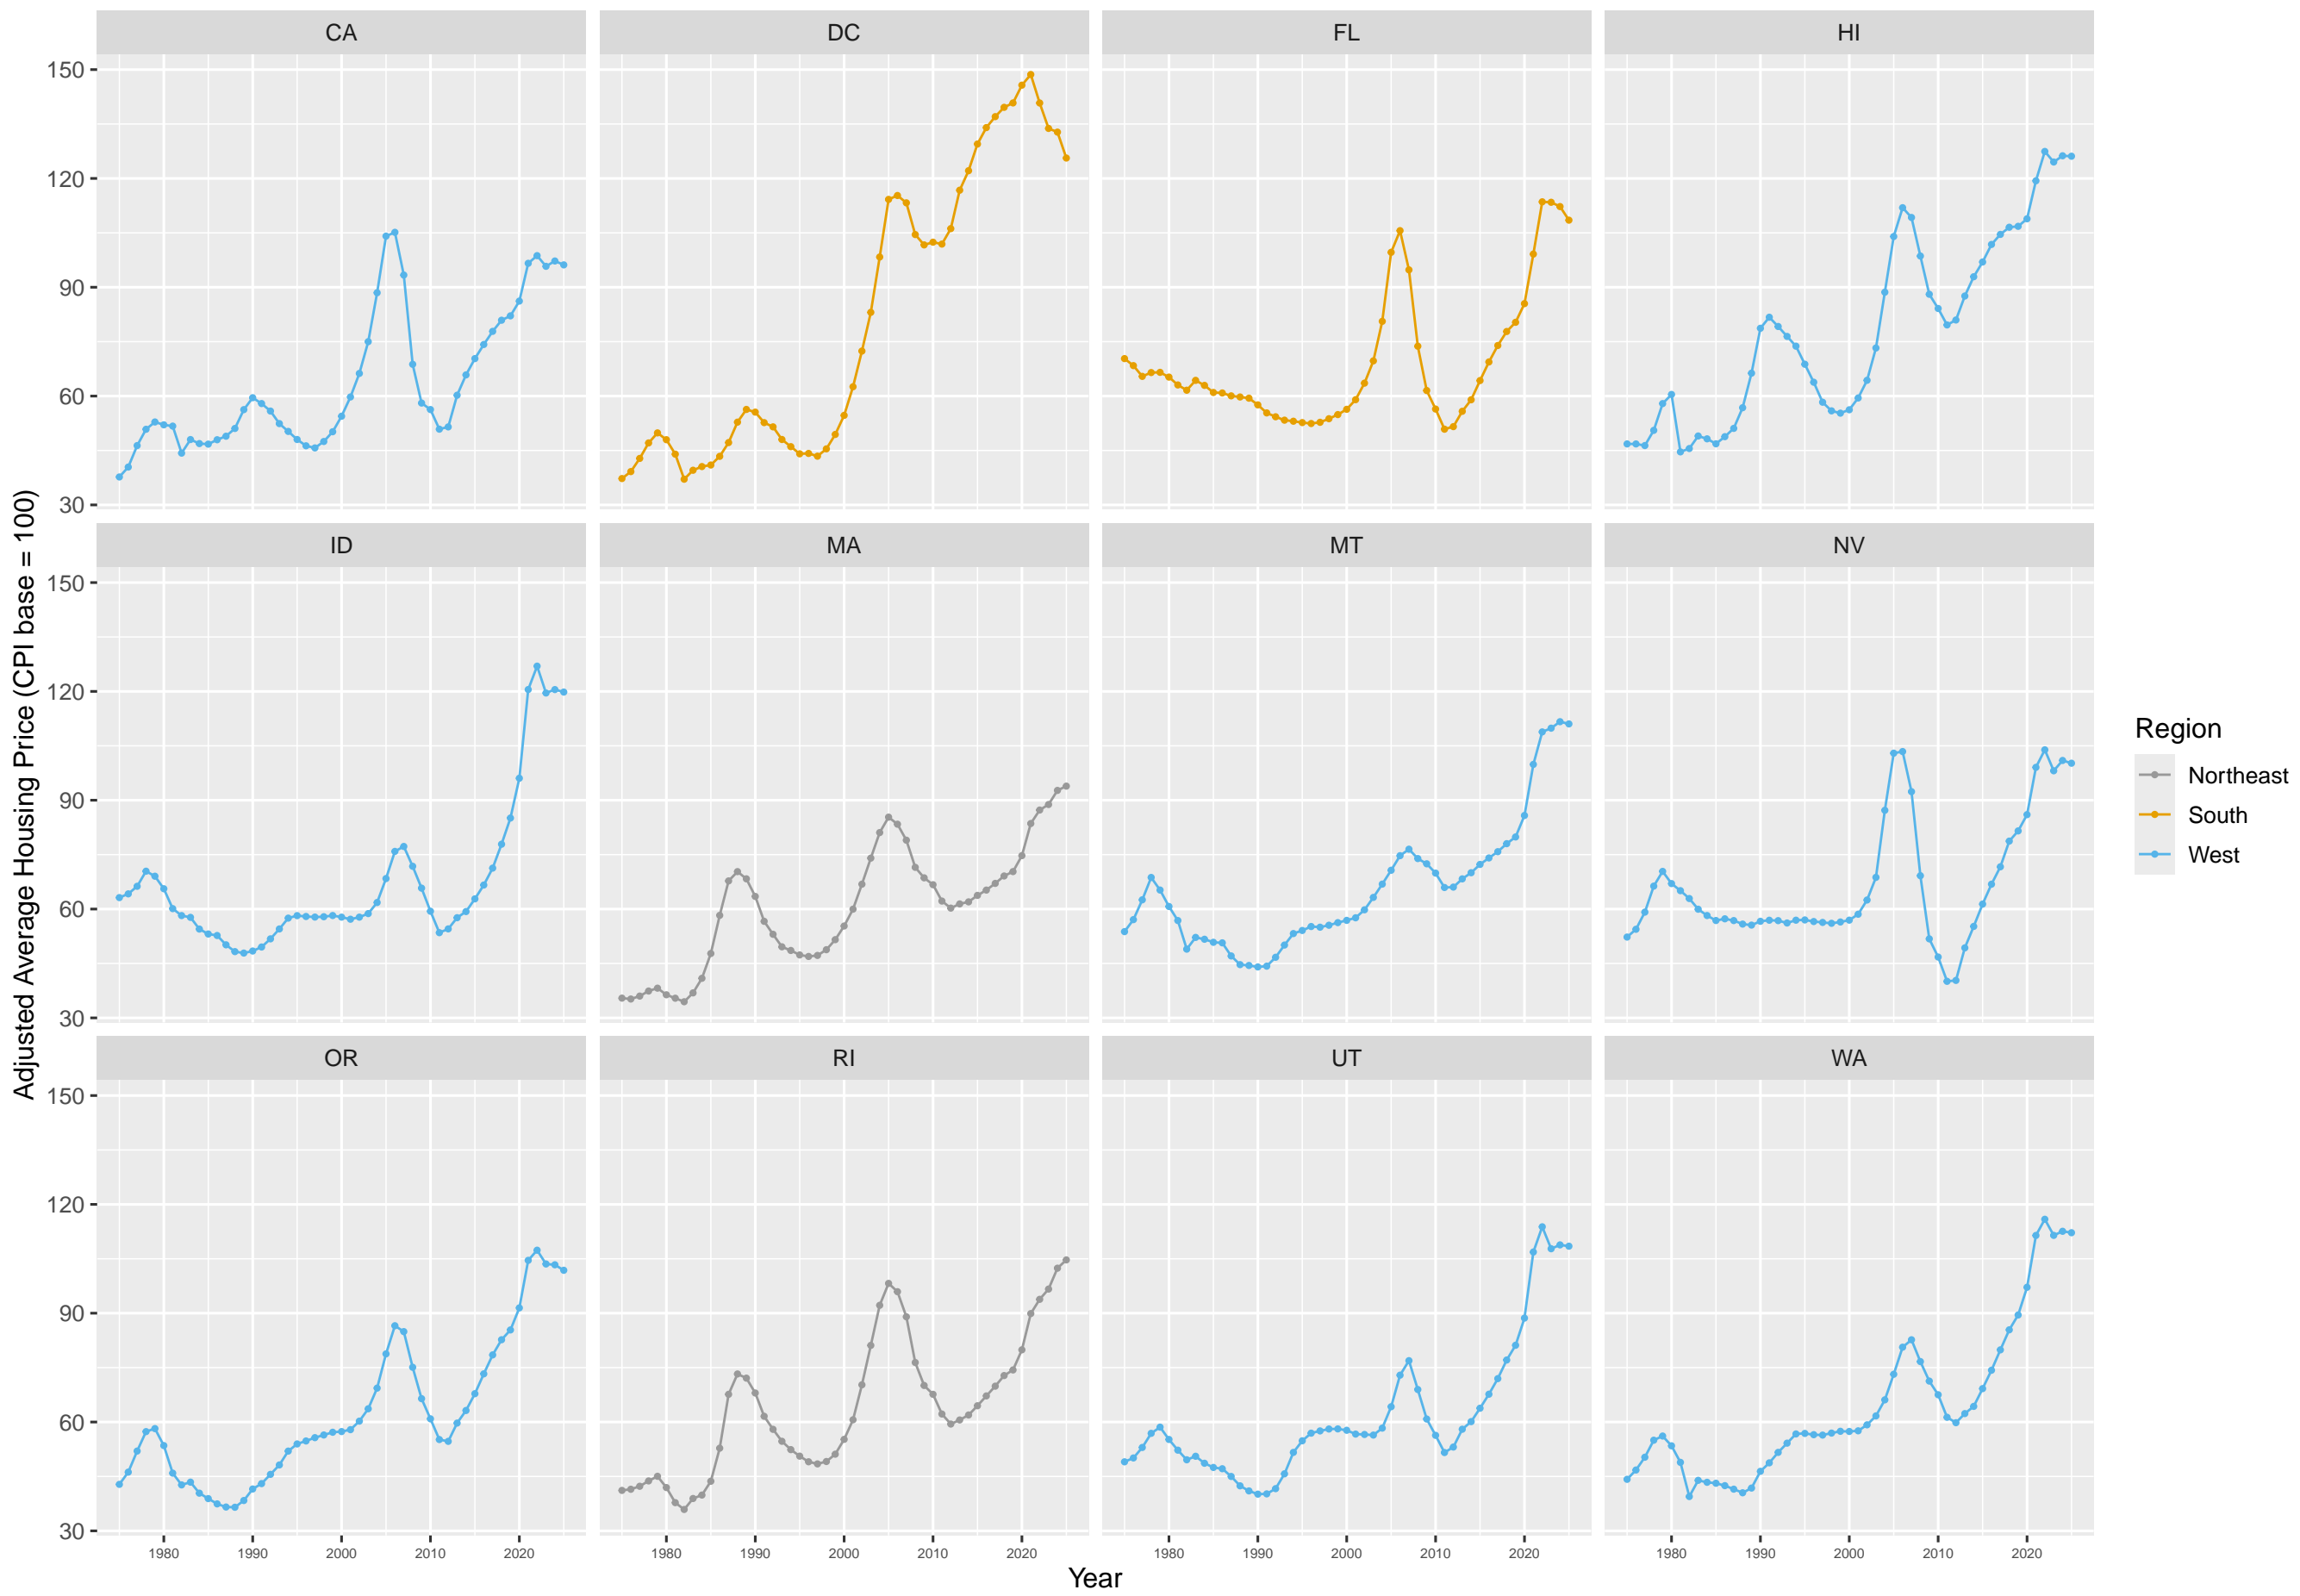 CA DC FL HI
150
120
90
60
30
ID MA MT NV
150
120
90
60
30
OR RI UT WA
150
120
90
60
30
1980 1990 2000 2010 2020 1980 1990 2000 2010 2020 1980 1990 2000 2010 2020 1980 1990 2000 2010 2020
Year
Adjusted Average Housing Price (CPI base = 100)
Region
Northeast
South
West